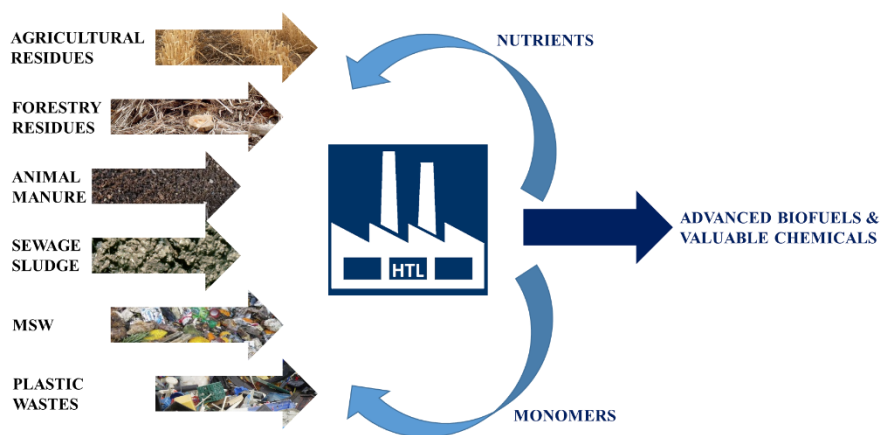 AGRICULTURAL
RESIDUES
FORESTRY
RESIDUES
ANIMAL
MANURE
SEWAGE
SLUDGE
MSW
PLASTIC
WASTES
NUTRIENTS
HTL
ADVANCED BIOFUELS &
VALUABLE CHEMICALS
MONOMERS